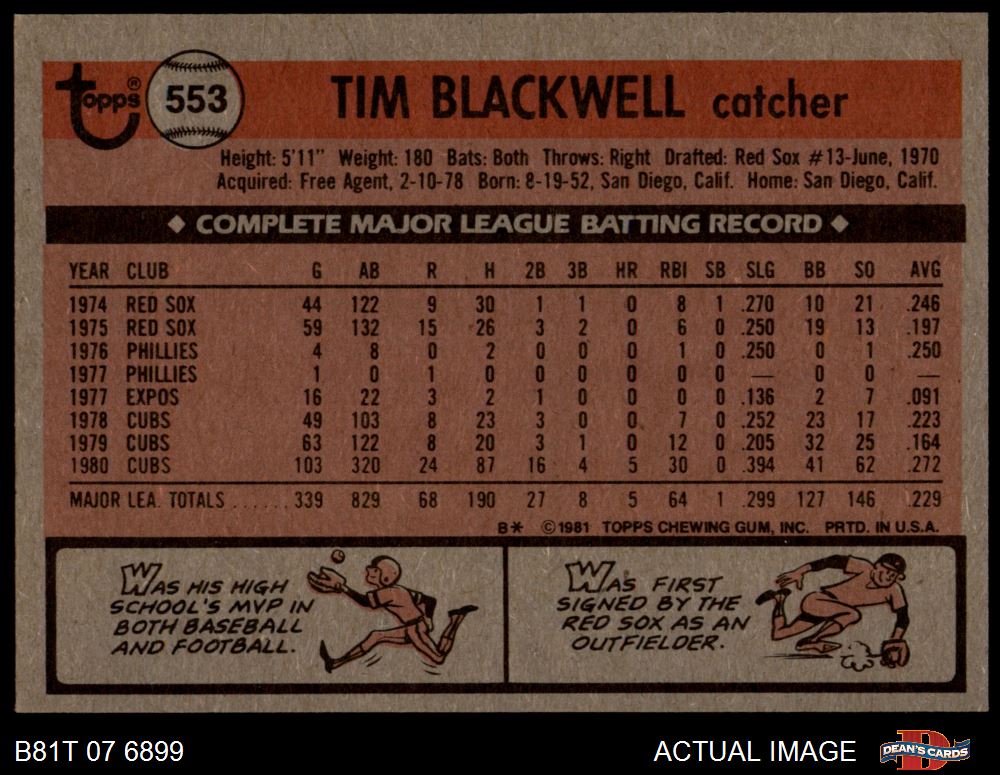 Topps® 553 TIM BLACKWELL catcher
Height: 5'11" Weight: 180 Bats: Both Throws: Right Drafted: Red Sox #13-June, 1970
Acquired: Free Agent, 2-10-78 Born: 8-19-52, San Diego, Calif. Home: San Diego, Calif.
◆ COMPLETE MAJOR LEAGUE BATTING RECORD ◆
YEAR CLUB G AB R H 2B 3B HR RBI SB SLG BB SO AVG
1974 RED SOX 44 122 9 30 1 1 0 8 1 .270 10 21 .246
1975 RED SOX 59 132 15 26 3 2 0 6 0 .250 19 13 .197
1976 PHILLIES 4 8 0 2 0 0 0 1 0 .250 0 1 .250
1977 PHILLIES 1 0 1 0 0 0 0 0 0 — 0 0 —
1977 EXPOS 16 22 3 2 1 0 0 0 0 .136 2 7 .091
1978 CUBS 49 103 8 23 3 0 0 7 0 .252 23 17 .223
1979 CUBS 63 122 8 20 3 1 0 12 0 .205 32 25 .164
1980 CUBS 103 320 24 87 16 4 5 30 0 .394 41 62 .272
MAJOR LEA. TOTALS ...... 339 829 68 190 27 8 5 64 1 .299 127 146 .229
B* ©1981 TOPPS CHEWING GUM, INC. PRTD. IN U.S.A.
WAS HIS HIGH
SCHOOL'S MVP IN
BOTH BASEBALL
AND FOOTBALL.
WAS FIRST
SIGNED BY THE
RED SOX AS AN
OUTFIELDER.
B81T 07 6899 ACTUAL IMAGE DEAN'S CARDS